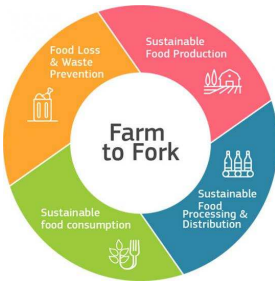 Farm
to Fork
Sustainable
Food Production
Sustainable
Food
Processing &
Distribution
Sustainable
food consumption
Food Loss
& Waste
Prevention